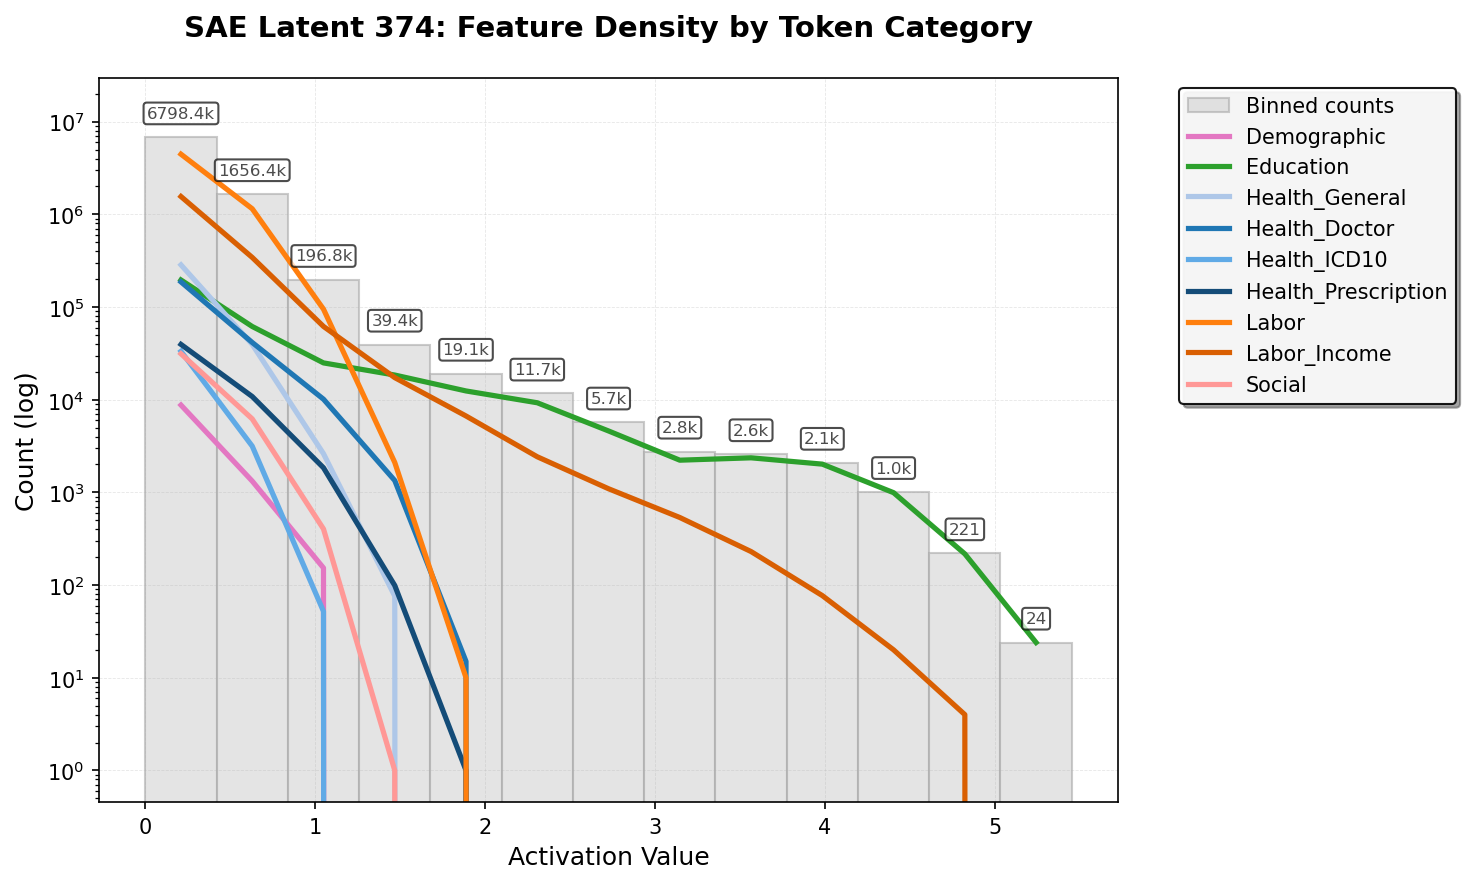 SAE Latent 374: Feature Density by Token Category
Count (log)
10⁷
10⁶
10⁵
10⁴
10³
10²
10¹
10⁰
6798.4k
1656.4k
196.8k
39.4k
19.1k
11.7k
5.7k
2.8k
2.6k
2.1k
1.0k
221
24
0 1 2 3 4 5
Activation Value
Binned counts
Demographic
Education
Health_General
Health_Doctor
Health_ICD10
Health_Prescription
Labor
Labor_Income
Social